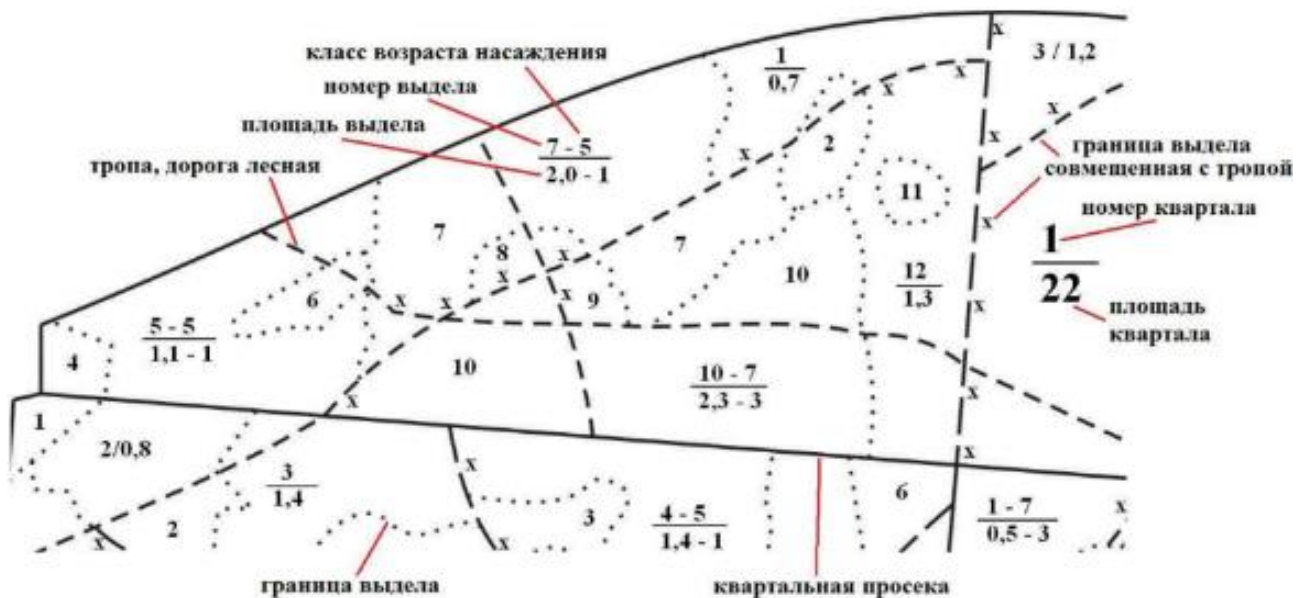 класс возраста насаждения
номер выдела
площадь выдела
тропа, дорога лесная
7 - 5
2,0 - 1
1
0,7
x
3 / 1,2
x
x
x
x
2
x
x
11
граница выдела
совмещенная с тропой
x
номер квартала
1
22
площадь
квартала
7
8
x
x
7
10
12
1,3
6
x
x
x
9
x
5 - 5
1,1 - 1
4
10
10 - 7
2,3 - 3
x
x
1
2/0,8
x
x
3
1,4
2
3
4 - 5
1,4 - 1
6
1 - 7
0,5 - 3
x
x
x
граница выдела
квартальная просека